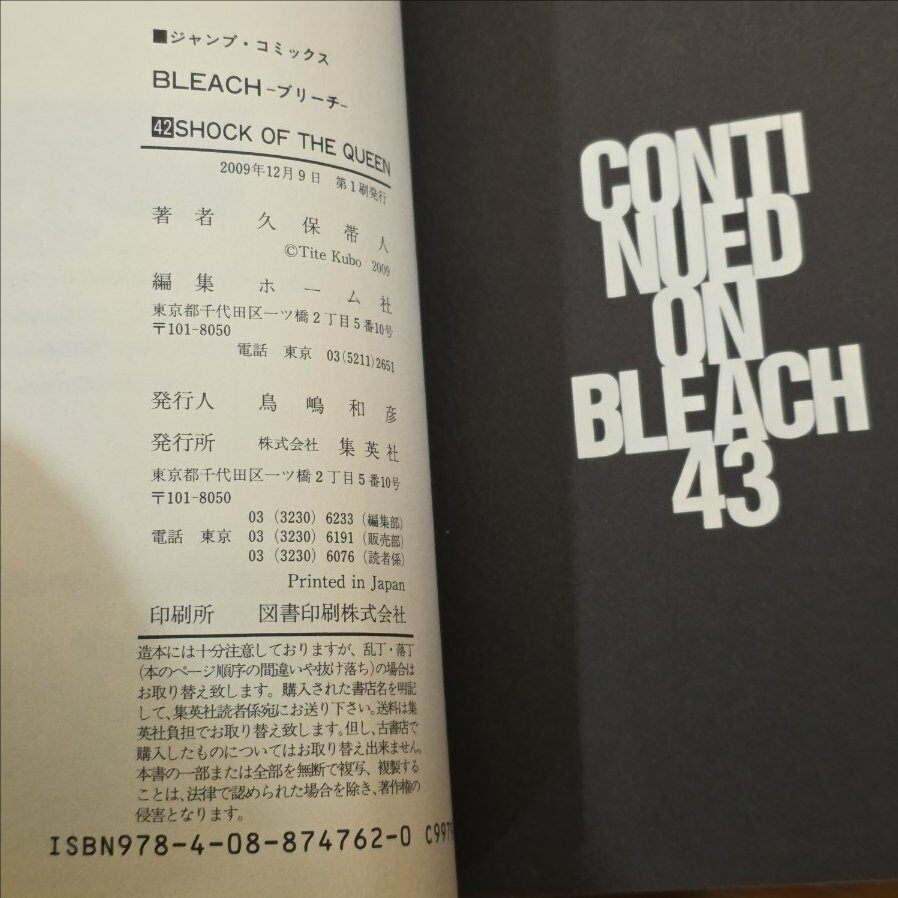 ■ジャンプ・コミックス
BLEACH-ブリーチ-
42 SHOCK OF THE QUEEN
2009年12月9日 第1刷発行
著者 久保帯人
©Tite Kubo 2009
編集 ホーム社
東京都千代田区一ツ橋2丁目5番10号
〒101-8050
電話 東京 03(5211)2651
発行人 鳥嶋和彦
発行所 株式会社 集英社
東京都千代田区一ツ橋2丁目5番10号
〒101-8050
03 (3230) 6233 (編集部)
電話 東京 03 (3230) 6191 (販売部)
03 (3230) 6076 (読者係)
Printed in Japan
印刷所 図書印刷株式会社
造本には十分注意しておりますが、乱丁・落丁
(本のページ順序の間違いや抜け落ち)の場合は
お取り替え致します。購入された書店名を明記
して、集英社読者係宛にお送り下さい。送料は集
英社負担でお取り替え致します。但し、古書店で
購入したものについてはお取り替え出来ません。
本書の一部または全部を無断で複写、複製する
ことは、法律で認められた場合を除き、著作権の
侵害となります。
ISBN978-4-08-874762-0
CONTI
NUED
ON
BLEACH
43